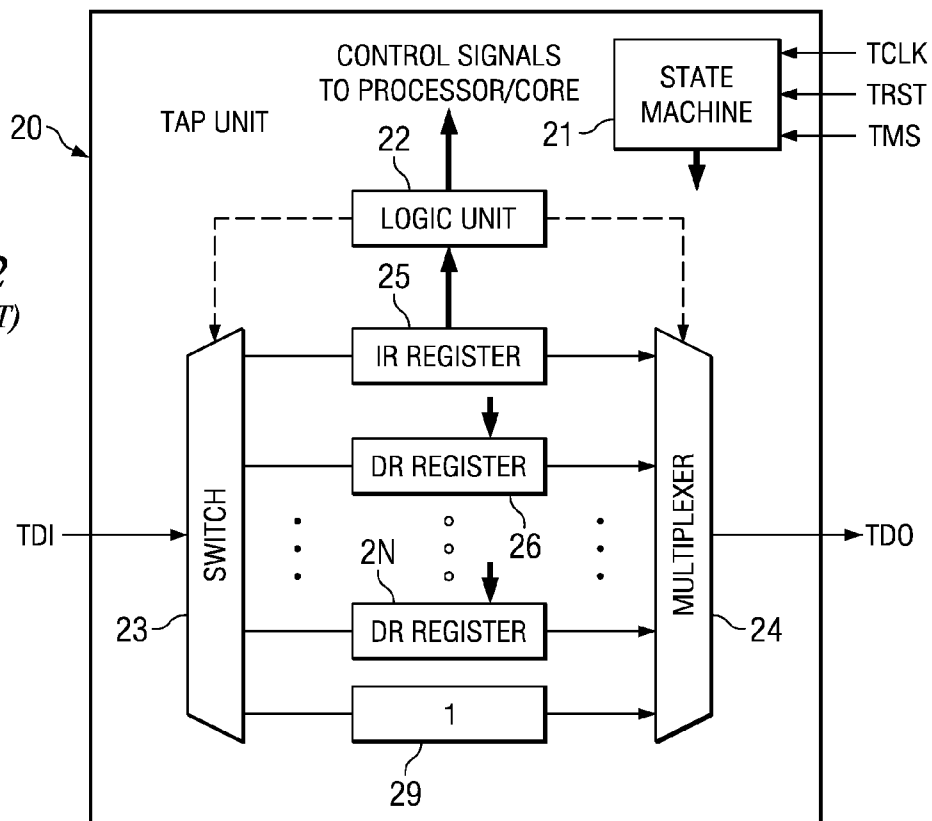 CONTROL SIGNALS
TO PROCESSOR/CORE
STATE
MACHINE
TCLK
TRST
TMS
20
TAP UNIT
21
22
LOGIC UNIT
2
T)
25
IR REGISTER
DR REGISTER
26
SWITCH
MULTIPLEXER
TDI
TDO
2N
DR REGISTER
23
24
1
29